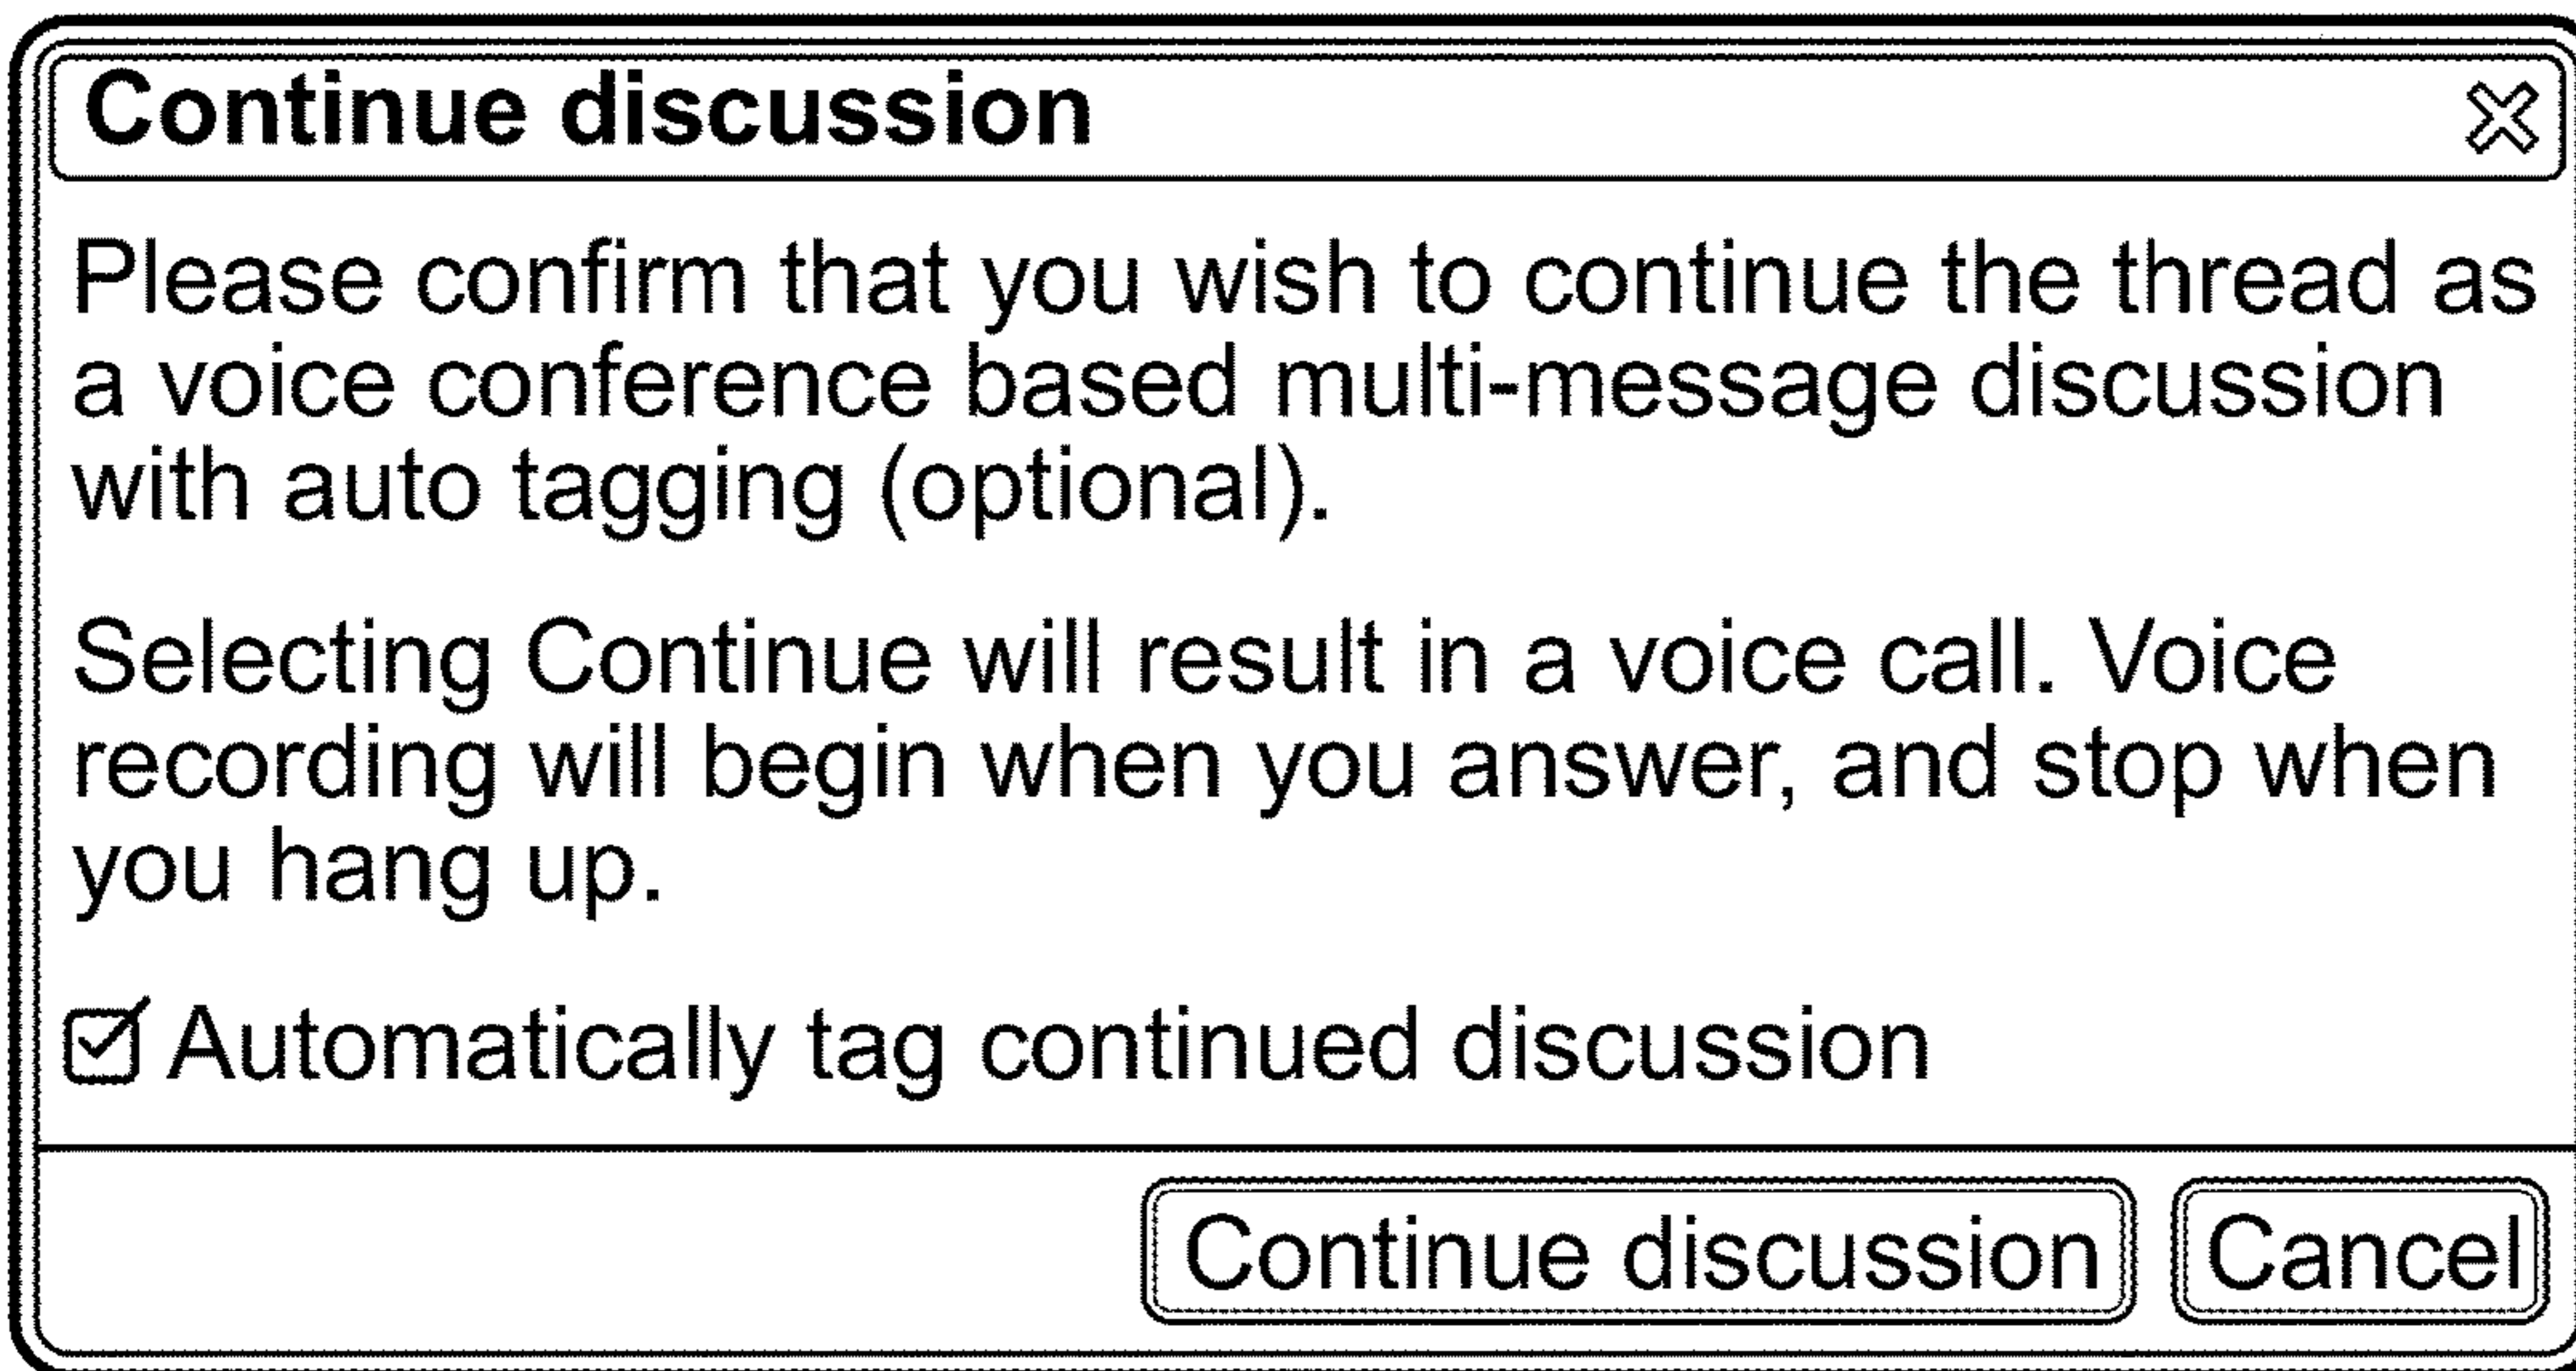 Continue discussion
Please confirm that you wish to continue the thread as
a voice conference based multi-message discussion
with auto tagging (optional).
Selecting Continue will result in a voice call. Voice
recording will begin when you answer, and stop when
you hang up.
Automatically tag continued discussion
Continue discussion Cancel